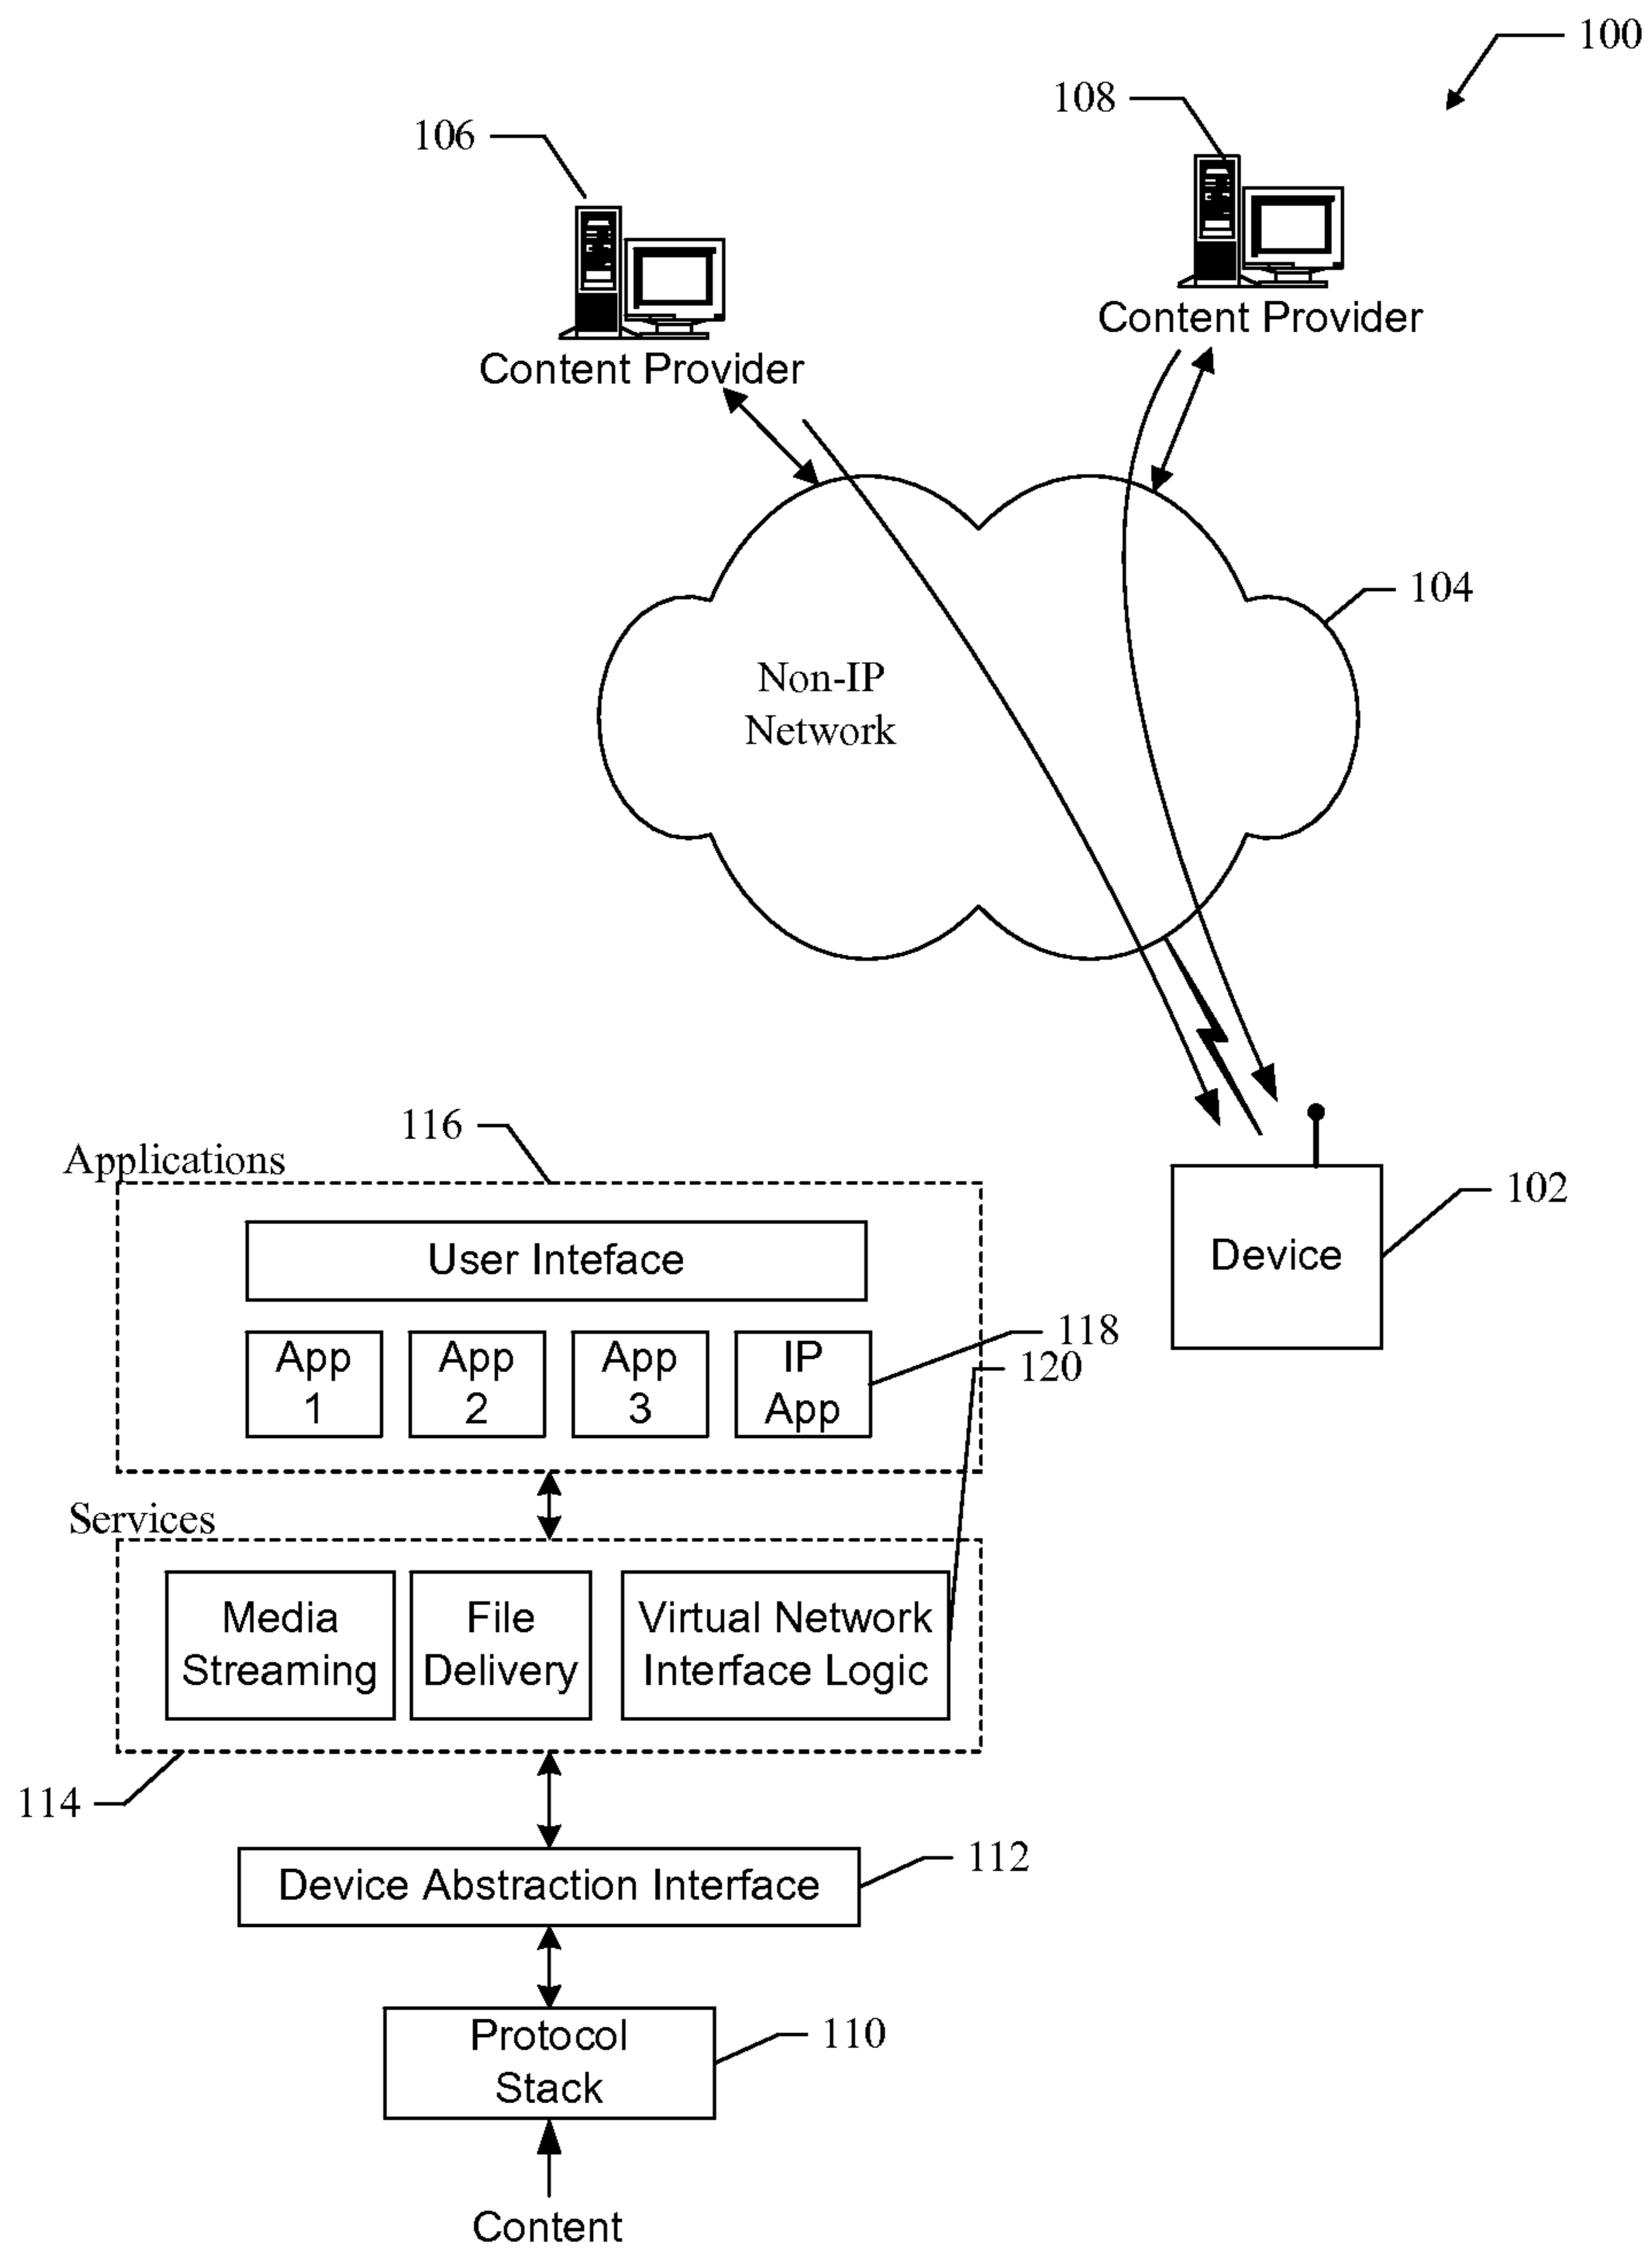 100
108
106
Content Provider
Content Provider
104
Non-IP
Network
116
Applications
102
Device
User Inteface
118
120
App
1
App
2
App
3
IP
App
Services
Media
Streaming
File
Delivery
Virtual Network
Interface Logic
114
112
Device Abstraction Interface
110
Protocol
Stack
Content